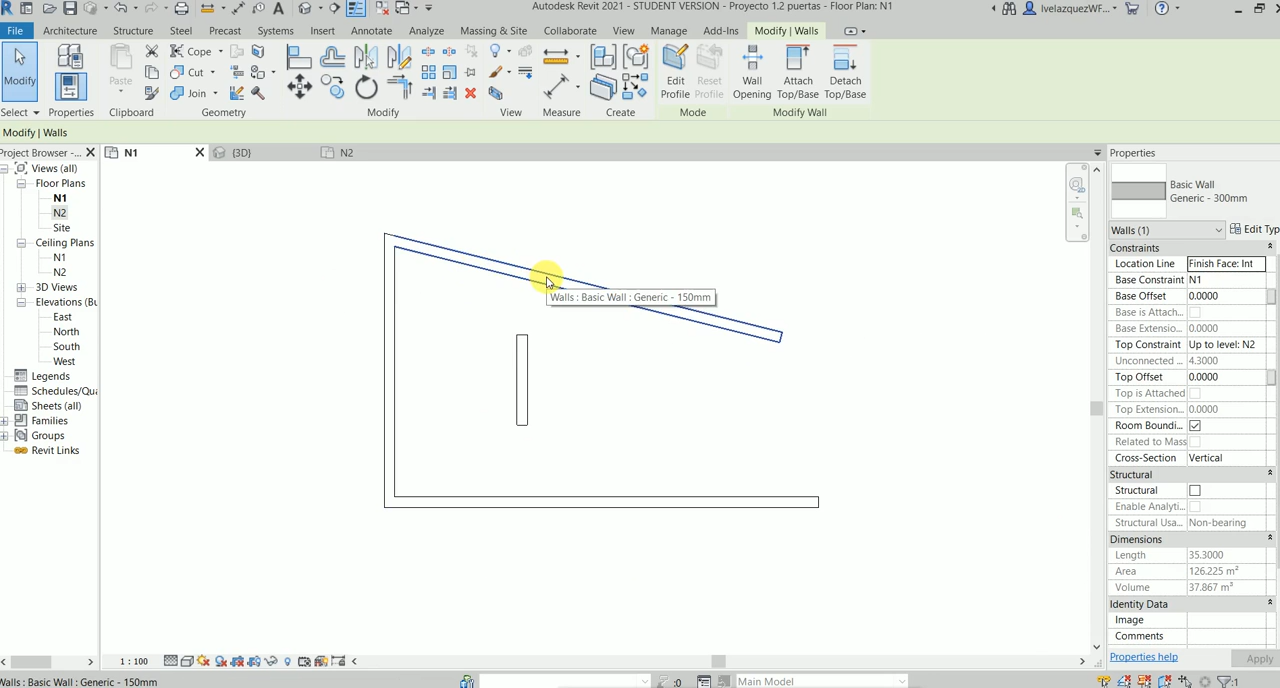 Autodesk Revit 2021 - STUDENT VERSION - Proyecto 1.2 puertas - Floor Plan: N1
lvelazquezWF...
File Architecture Structure Steel Precast Systems Insert Annotate Analyze Massing & Site Collaborate View Manage Add-Ins Modify | Walls
Modify Paste Cope Cut Join Edit Profile Reset Profile Wall Opening Attach Top/Base Detach Top/Base
Select Properties Clipboard Geometry Modify View Measure Create Mode Modify Wall
Modify | Walls
Project Browser -...
N1
{3D}
N2
Properties
Views (all)
Floor Plans
N1
N2
Site
Ceiling Plans
N1
N2
3D Views
Elevations (Bu
East
North
South
West
Legends
Schedules/Qua
Sheets (all)
Families
Groups
Revit Links
Walls : Basic Wall : Generic - 150mm
Basic Wall
Generic - 300mm
Walls (1) Edit Typ
Constraints
Location Line Finish Face: Int
Base Constraint N1
Base Offset 0.0000
Base is Attach...
Base Extensio... 0.0000
Top Constraint Up to level: N2
Unconnected ... 4.3000
Top Offset 0.0000
Top is Attached
Top Extension... 0.0000
Room Boundi...
Related to Mass
Cross-Section Vertical
Structural
Structural
Enable Analyti...
Structural Usa... Non-bearing
Dimensions
Length 35.3000
Area 126.225 m²
Volume 37.867 m³
Identity Data
Image
Comments
Properties help Apply
1 : 100
Walls : Basic Wall : Generic - 150mm
:0
Main Model
:1